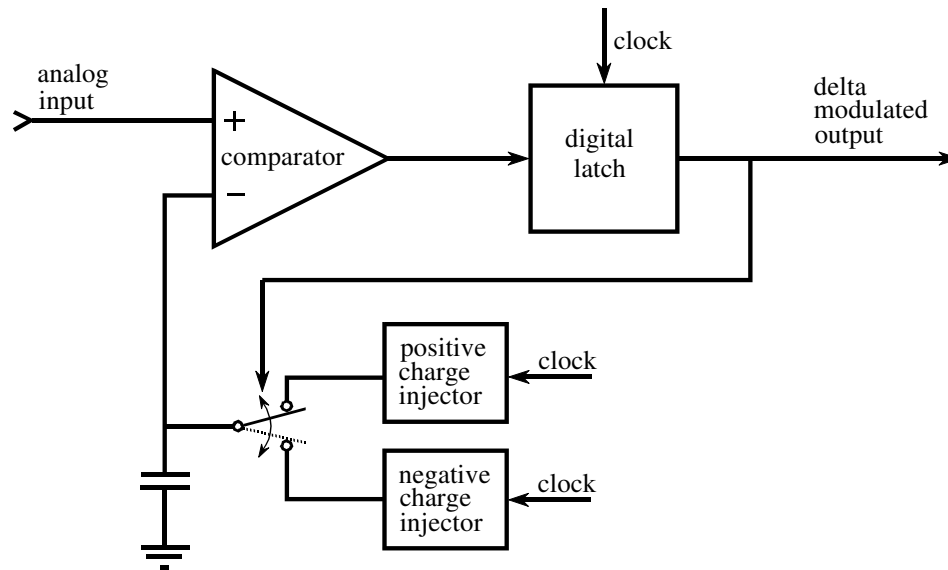 clock
analog
input
delta
modulated
output
+
comparator
digital
latch
−
positive
charge
injector
clock
negative
charge
injector
clock